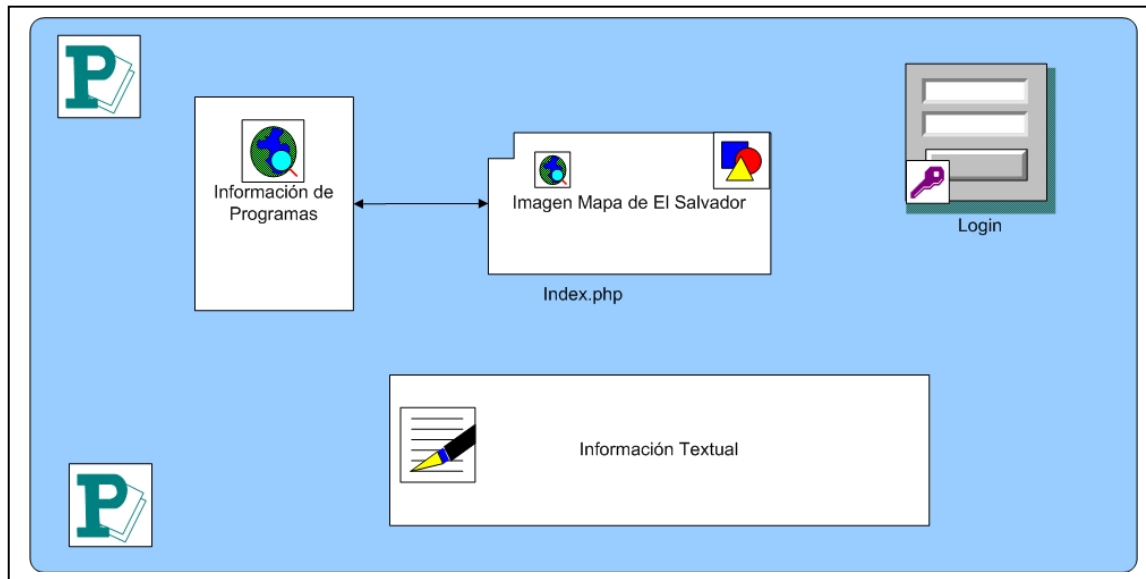 P
Información de
Programas
Imagen Mapa de El Salvador
Login
Index.php
Información Textual
P